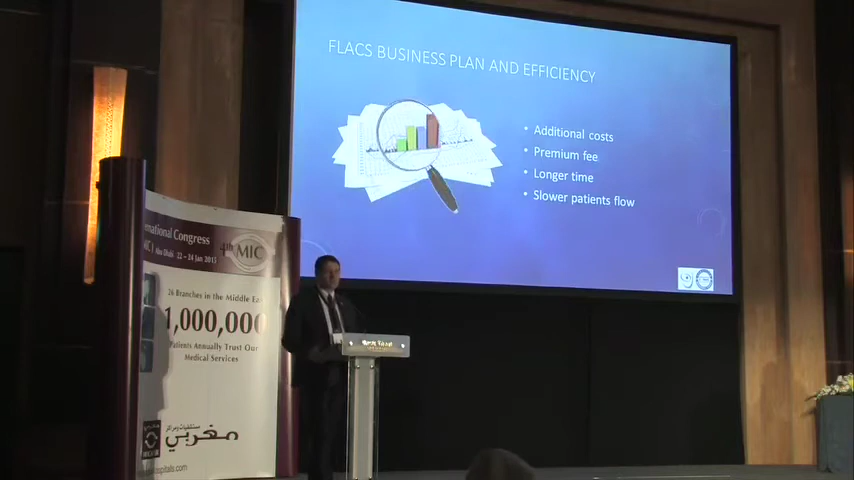 FLACS BUSINESS PLAN AND EFFICIENCY
• Additional costs
• Premium fee
• Longer time
• Slower patients flow
International Congress
4th MIC
Abu Dhabi 22 - 24 Jan 2015
26 Branches in the Middle East
1,000,000
Patients Annually Trust Our
Medical Services
مستشفيات ومراكز
مغربي